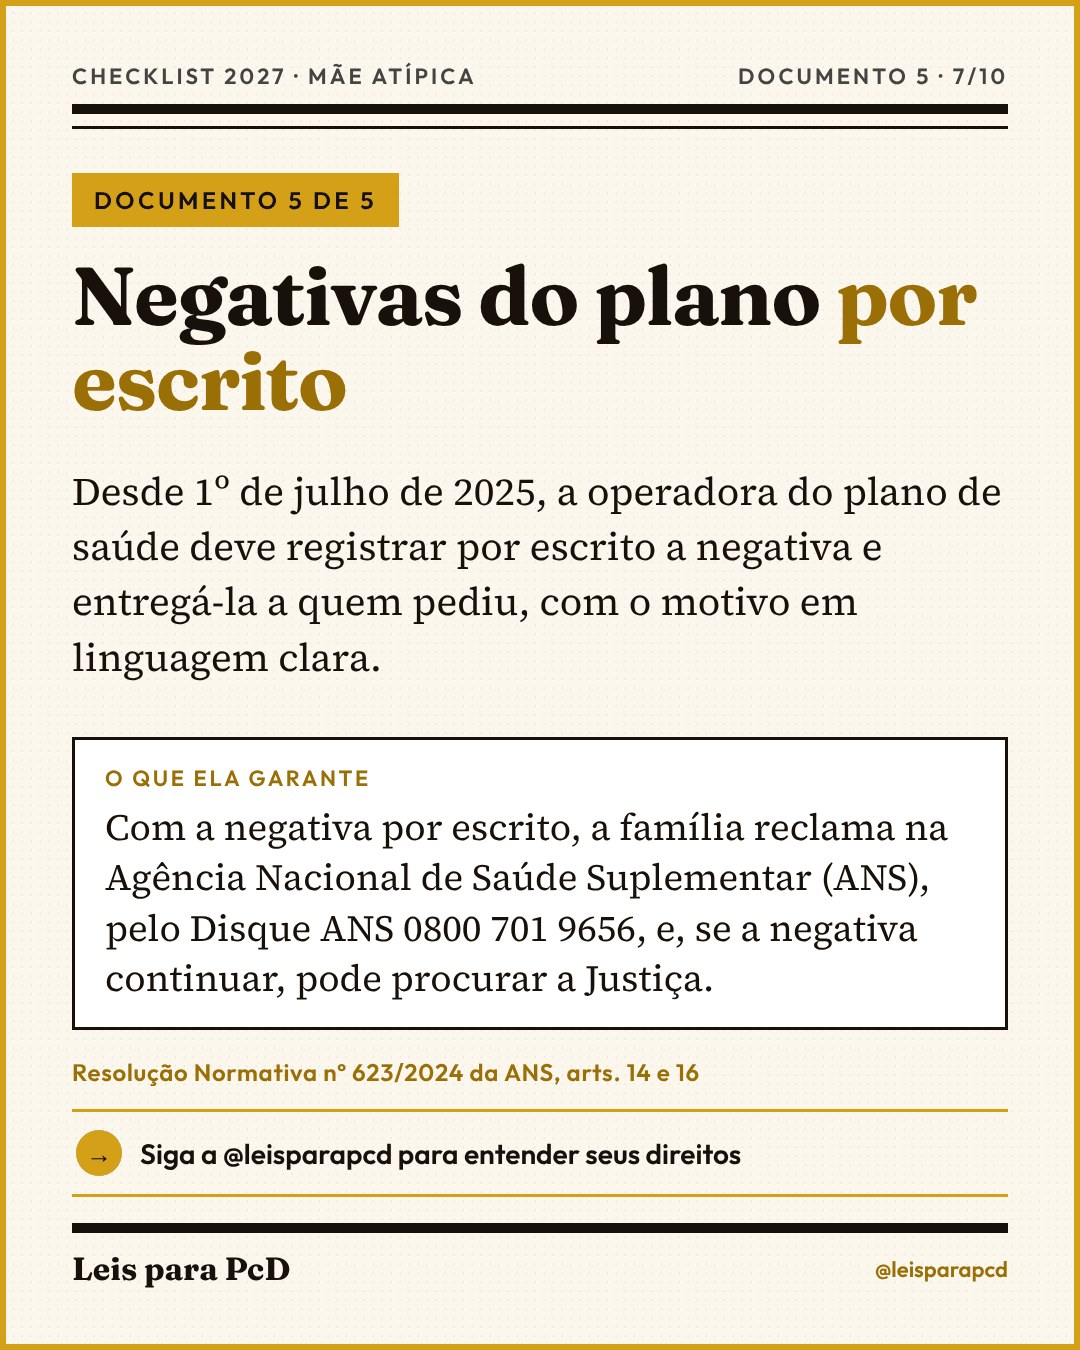 CHECKLIST 2027 · MÃE ATÍPICA
DOCUMENTO 5 · 7/10
DOCUMENTO 5 DE 5
Negativas do plano por
escrito
Desde 1º de julho de 2025, a operadora do plano de
saúde deve registrar por escrito a negativa e
entregá-la a quem pediu, com o motivo em
linguagem clara.
O QUE ELA GARANTE
Com a negativa por escrito, a família reclama na
Agência Nacional de Saúde Suplementar (ANS),
pelo Disque ANS 0800 701 9656, e, se a negativa
continuar, pode procurar a Justiça.
Resolução Normativa nº 623/2024 da ANS, arts. 14 e 16
→ Siga a @leisparapcd para entender seus direitos
Leis para PcD
@leisparapcd